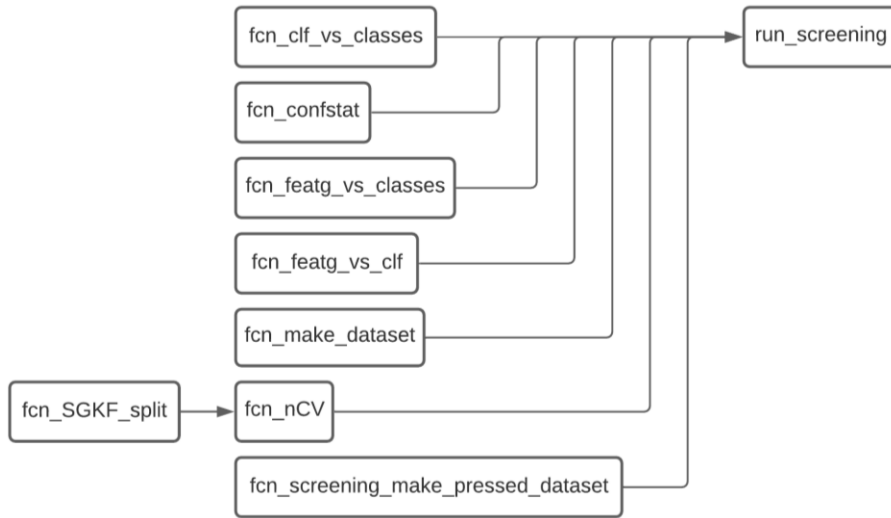 fcn_clf_vs_classes
run_screening
fcn_confstat
fcn_featg_vs_classes
fcn_featg_vs_clf
fcn_make_dataset
fcn_SGKF_split
fcn_nCV
fcn_screening_make_pressed_dataset